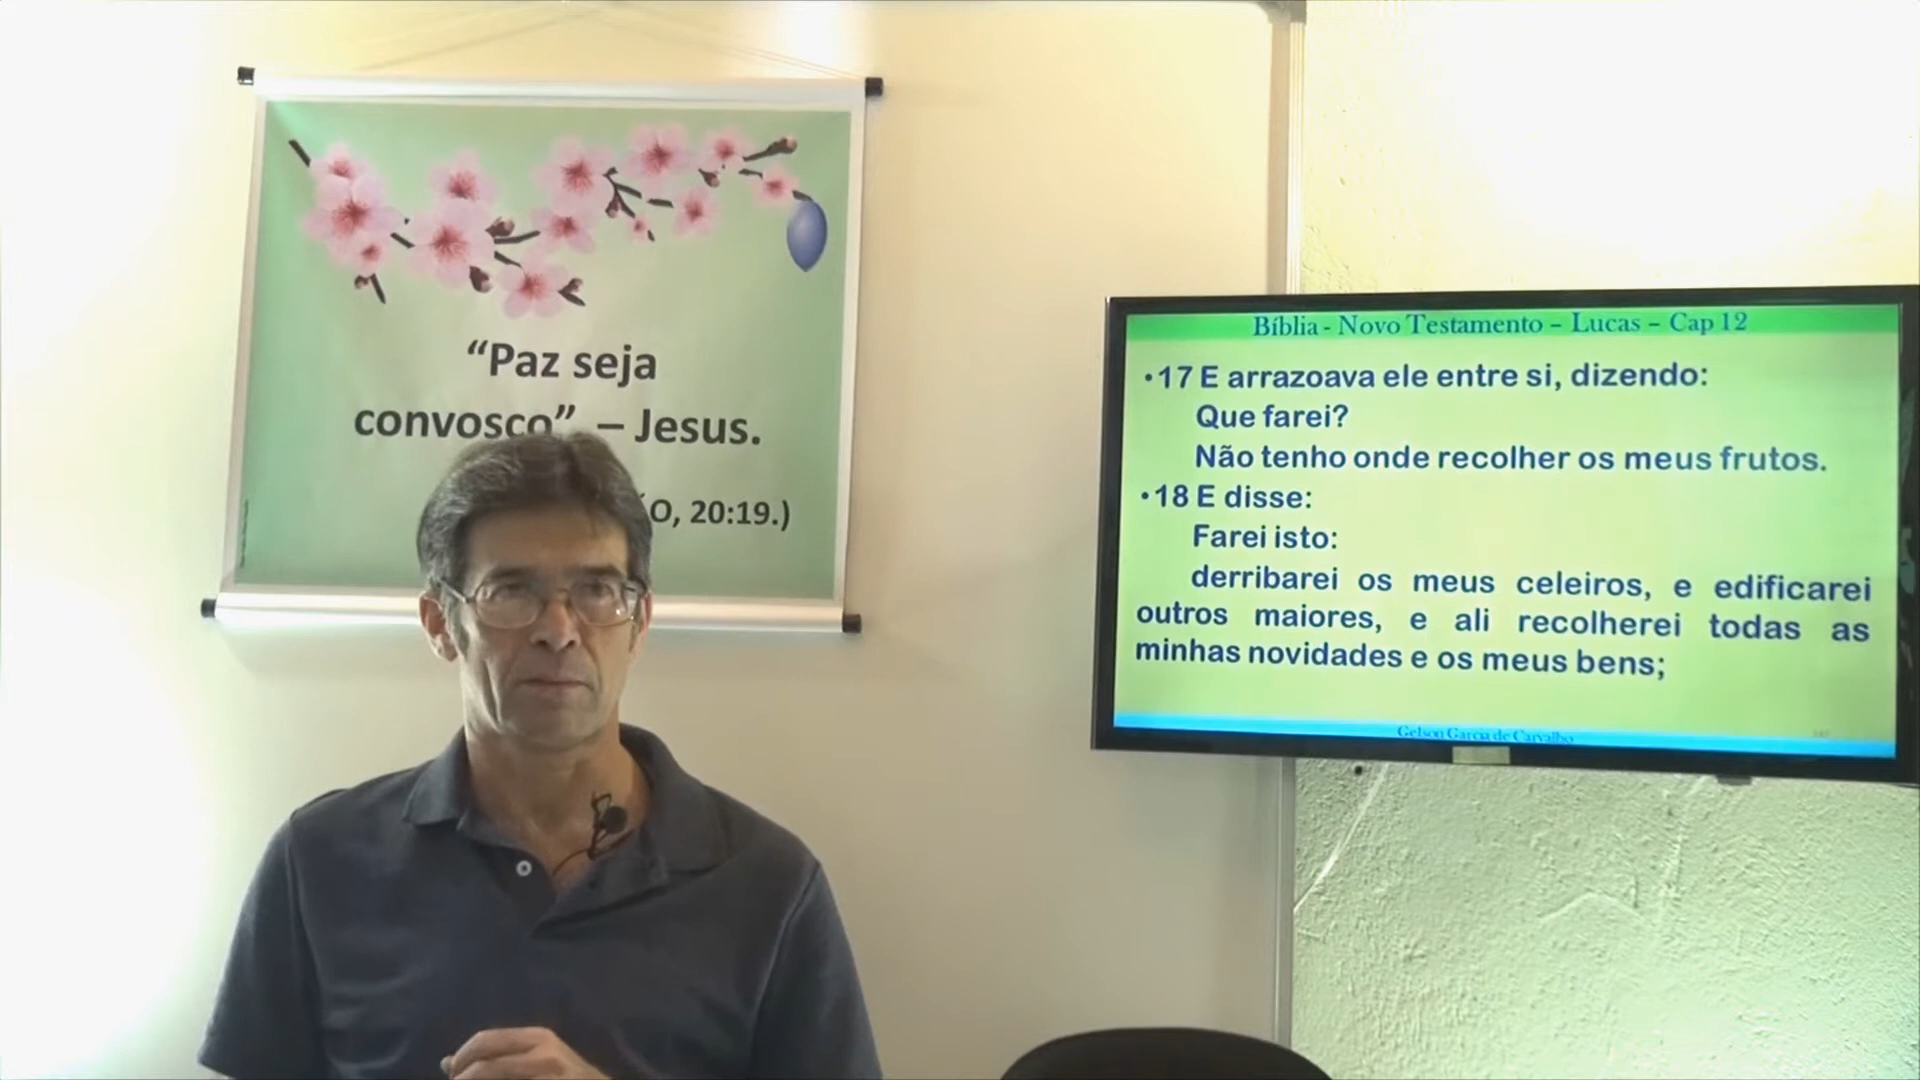 “Paz seja
convosco” – Jesus.
O, 20:19.)
Bíblia - Novo Testamento – Lucas – Cap 12
•17 E arrazoava ele entre si, dizendo:
Que farei?
Não tenho onde recolher os meus frutos.
•18 E disse:
Farei isto:
derribarei os meus celeiros, e edificarei
outros maiores, e ali recolherei todas as
minhas novidades e os meus bens;
Gelson Garcia de Carvalho